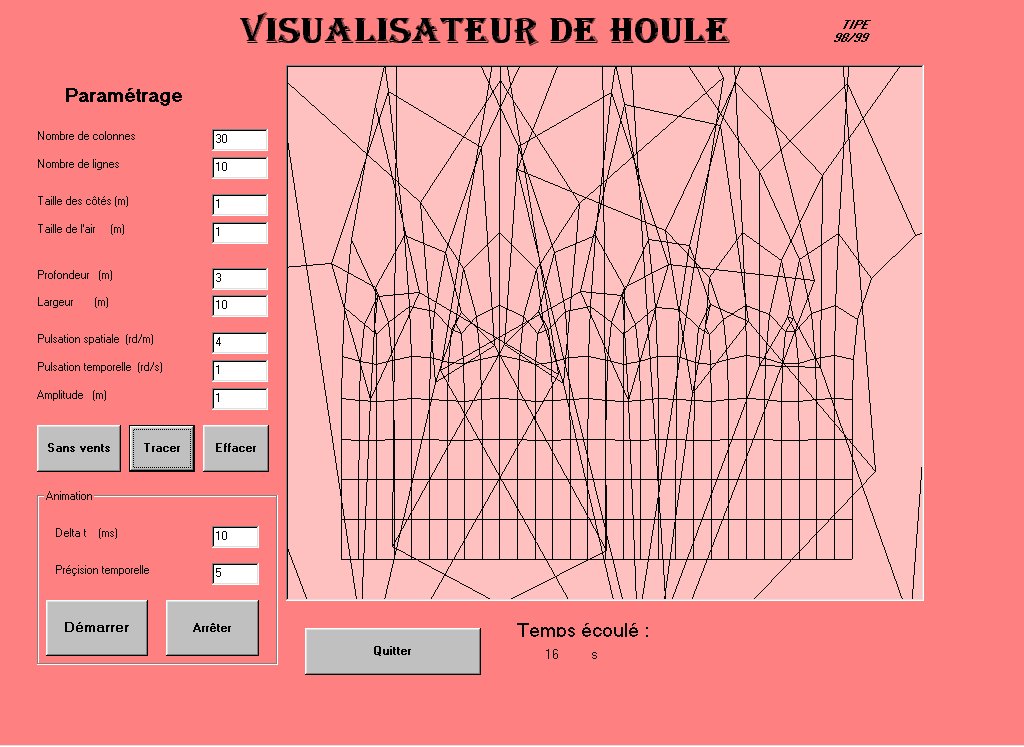 VISUALISATEUR DE HOULE
TIPE
98/99
Paramétrage
Nombre de colonnes 30
Nombre de lignes 10
Taille des côtés (m) 1
Taille de l'air (m) 1
Profondeur (m) 3
Largeur (m) 10
Pulsation spatiale (rd/m) 4
Pulsation temporelle (rd/s) 1
Amplitude (m) 1
Sans vents Tracer Effacer
Animation
Delta t (ms) 10
Préçision temporelle 5
Démarrer Arrêter
Quitter
Temps écoulé :
16 s